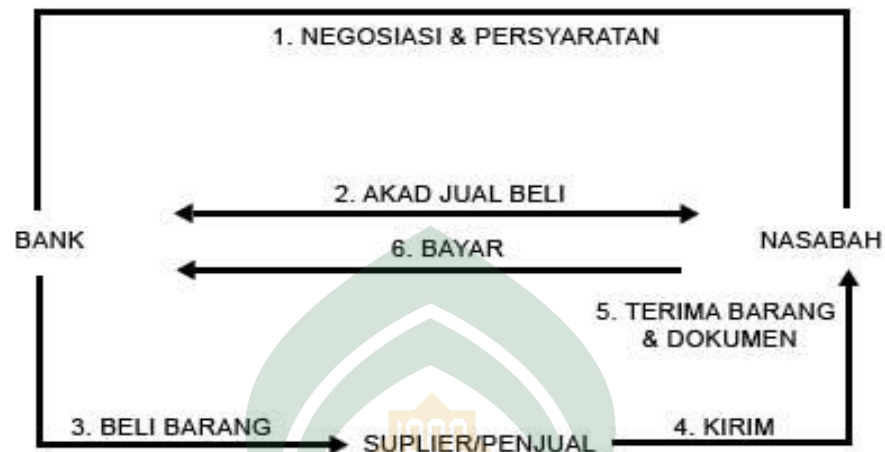 1. NEGOSIASI & PERSYARATAN
2. AKAD JUAL BELI
BANK
NASABAH
6. BAYAR
5. TERIMA BARANG
& DOKUMEN
3. BELI BARANG
SUPLIER/PENJUAL
4. KIRIM